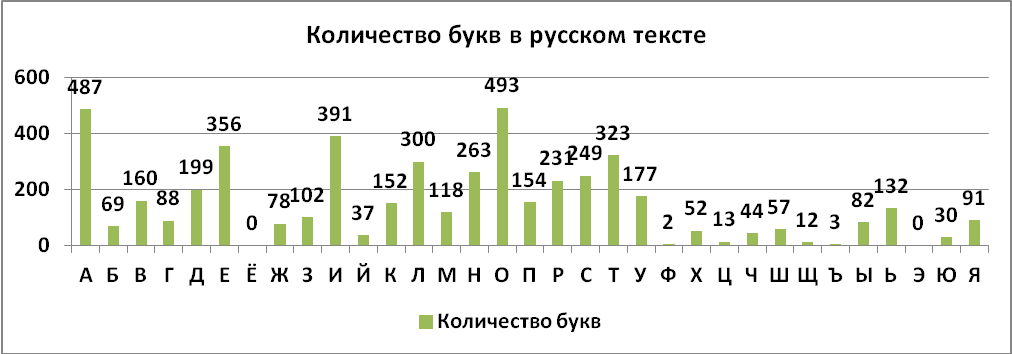 Количество букв в русском тексте
600
400
200
0
487 69 160 88 199 356 0 78 102 391 37 152 300 118 263 493 154 231 249 323 177 2 52 13 44 57 12 3 82 132 0 30 91
А Б В Г Д Е Ё Ж З И Й К Л М Н О П Р С Т У Ф Х Ц Ч Ш Щ Ъ Ы Ь Э Ю Я
Количество букв